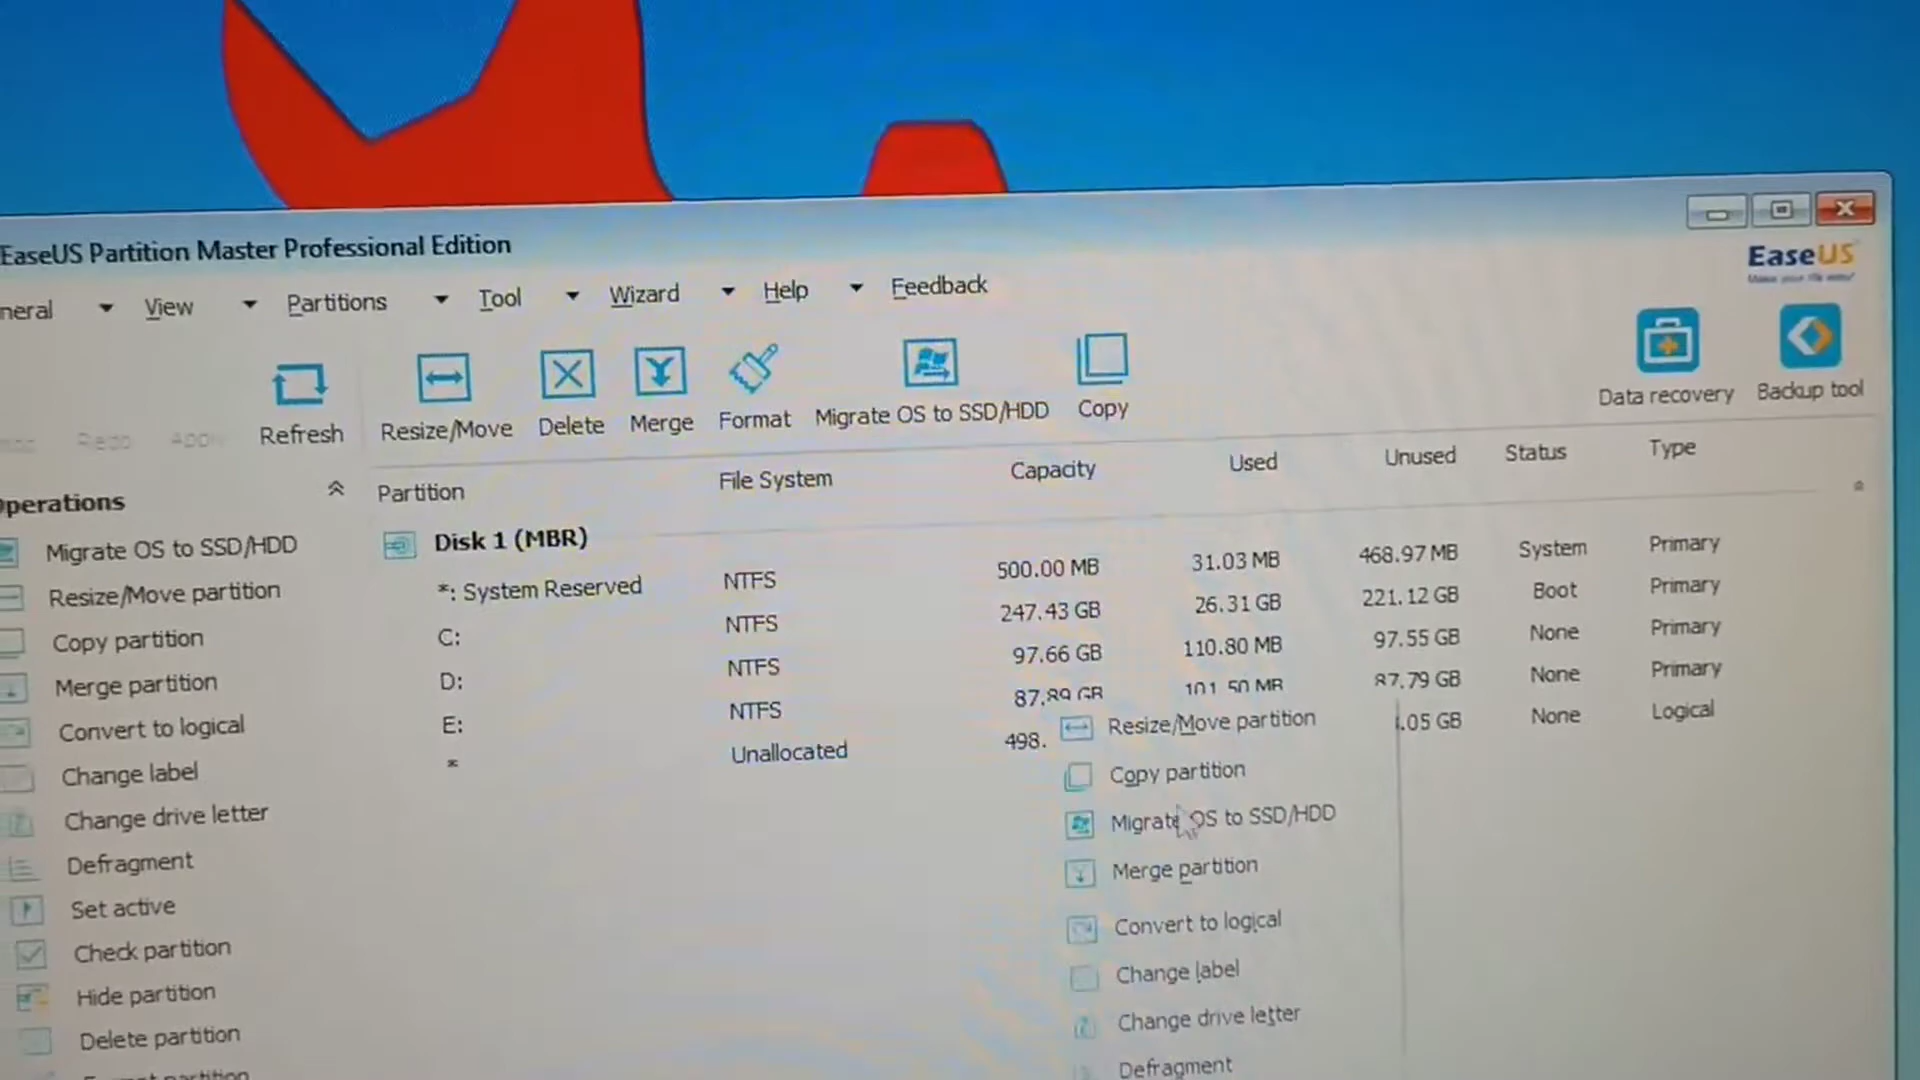 EaseUS Partition Master Professional Edition
EaseUS
neral View Partitions Tool Wizard Help Feedback
Redo Apply Refresh Resize/Move Delete Merge Format Migrate OS to SSD/HDD Copy Data recovery Backup tool
Operations
Migrate OS to SSD/HDD
Resize/Move partition
Copy partition
Merge partition
Convert to logical
Change label
Change drive letter
Defragment
Set active
Check partition
Hide partition
Delete partition
Partition File System Capacity Used Unused Status Type
Disk 1 (MBR)
*: System Reserved NTFS 500.00 MB 31.03 MB 468.97 MB System Primary
C: NTFS 247.43 GB 26.31 GB 221.12 GB Boot Primary
D: NTFS 97.66 GB 110.80 MB 97.55 GB None Primary
E: NTFS 87.89 GB 101.50 MB 87.79 GB None Primary
* Unallocated 498. .05 GB None Logical
Resize/Move partition
Copy partition
Migrate OS to SSD/HDD
Merge partition
Convert to logical
Change label
Change drive letter
Defragment